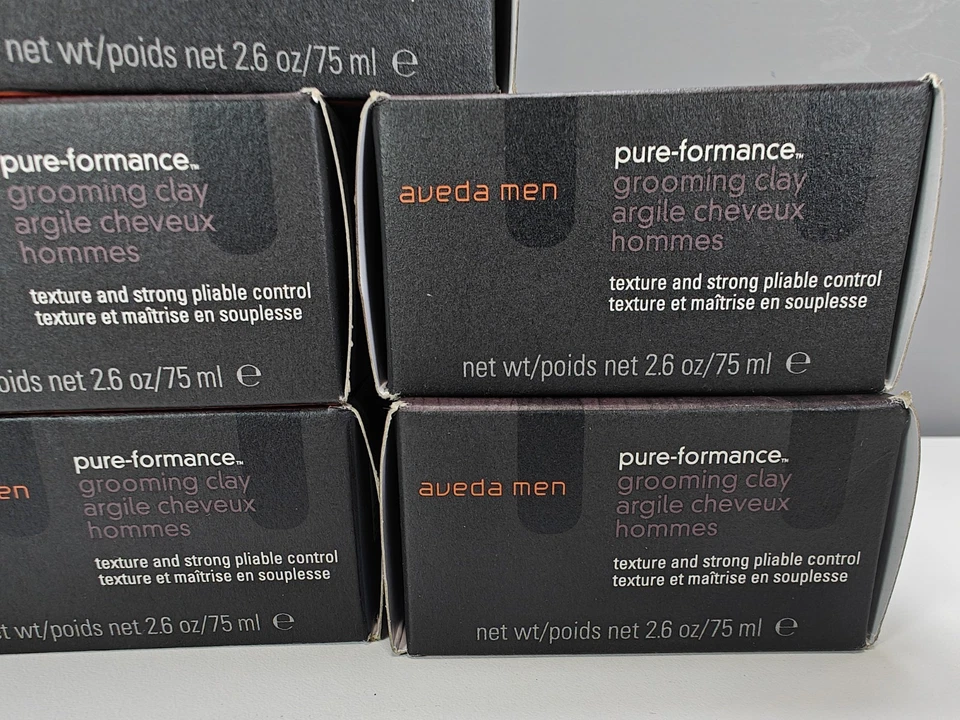 net wt/poids net 2.6 oz/75 ml ℮
pure-formance™
grooming clay
argile cheveux
hommes
texture and strong pliable control
texture et maîtrise en souplesse
net 2.6 oz/75 ml ℮
aveda men
pure-formance™
grooming clay
argile cheveux
hommes
texture and strong pliable control
texture et maîtrise en souplesse
net wt/poids net 2.6 oz/75 ml ℮
en
pure-formance™
grooming clay
argile cheveux
hommes
texture and strong pliable control
texture et maîtrise en souplesse
t wt/poids net 2.6 oz/75 ml ℮
aveda men
pure-formance™
grooming clay
argile cheveux
hommes
texture and strong pliable control
texture et maîtrise en souplesse
net wt/poids net 2.6 oz/75 ml ℮